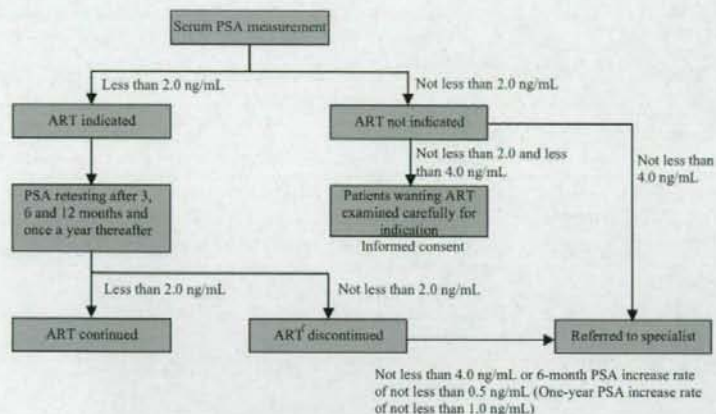 Serum PSA measurement
Less than 2.0 ng/mL
Not less than 2.0 ng/mL
ART indicated
ART not indicated
Not less than 2.0 and less
than 4.0 ng/mL
Not less than
4.0 ng/mL
PSA retesting after 3,
6 and 12 months and
once a year thereafter
Patients wanting ART
examined carefully for
indication
Informed consent
Less than 2.0 ng/mL
Not less than 2.0 ng/mL
ART continued
ART discontinued
Referred to specialist
Not less than 4.0 ng/mL or 6-month PSA increase rate
of not less than 0.5 ng/mL (One-year PSA increase rate
of not less than 1.0 ng/mL)